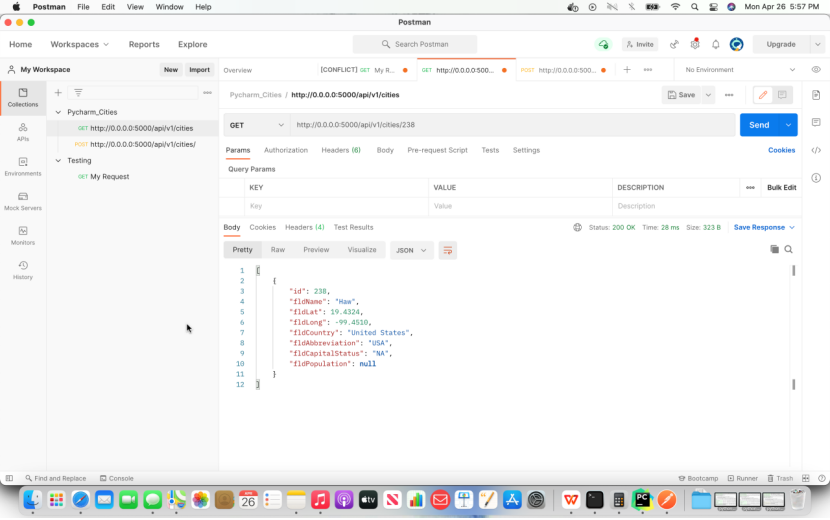 Postman File Edit View Window Help Mon Apr 26 5:57 PM
Postman
Home Workspaces Reports Explore Search Postman Invite Upgrade
My Workspace New Import Overview [CONFLICT] GET My R... GET http://0.0.0.0:5000... POST http://0.0.0.0:500... No Environment
Collections
APIs
Environments
Mock Servers
Monitors
History
Pycharm_Cities
GET http://0.0.0.0:5000/api/v1/cities
POST http://0.0.0.0:5000/api/v1/cities/
Testing
GET My Request
Pycharm_Cities / http://0.0.0.0:5000/api/v1/cities Save
GET http://0.0.0.0:5000/api/v1/cities/238 Send
Params Authorization Headers (6) Body Pre-request Script Tests Settings Cookies
Query Params
KEY VALUE DESCRIPTION Bulk Edit
Key Value Description
Body Cookies Headers (4) Test Results Status: 200 OK Time: 28 ms Size: 323 B Save Response
Pretty Raw Preview Visualize JSON
1 [
2 {
3 "id": 238,
4 "fldName": "Haw",
5 "fldLat": 19.4324,
6 "fldLong": -99.4510,
7 "fldCountry": "United States",
8 "fldAbbreviation": "USA",
9 "fldCapitalStatus": "NA",
10 "fldPopulation": null
11 }
12 ]
Find and Replace Console Bootcamp Runner Trash
26
tv
PC